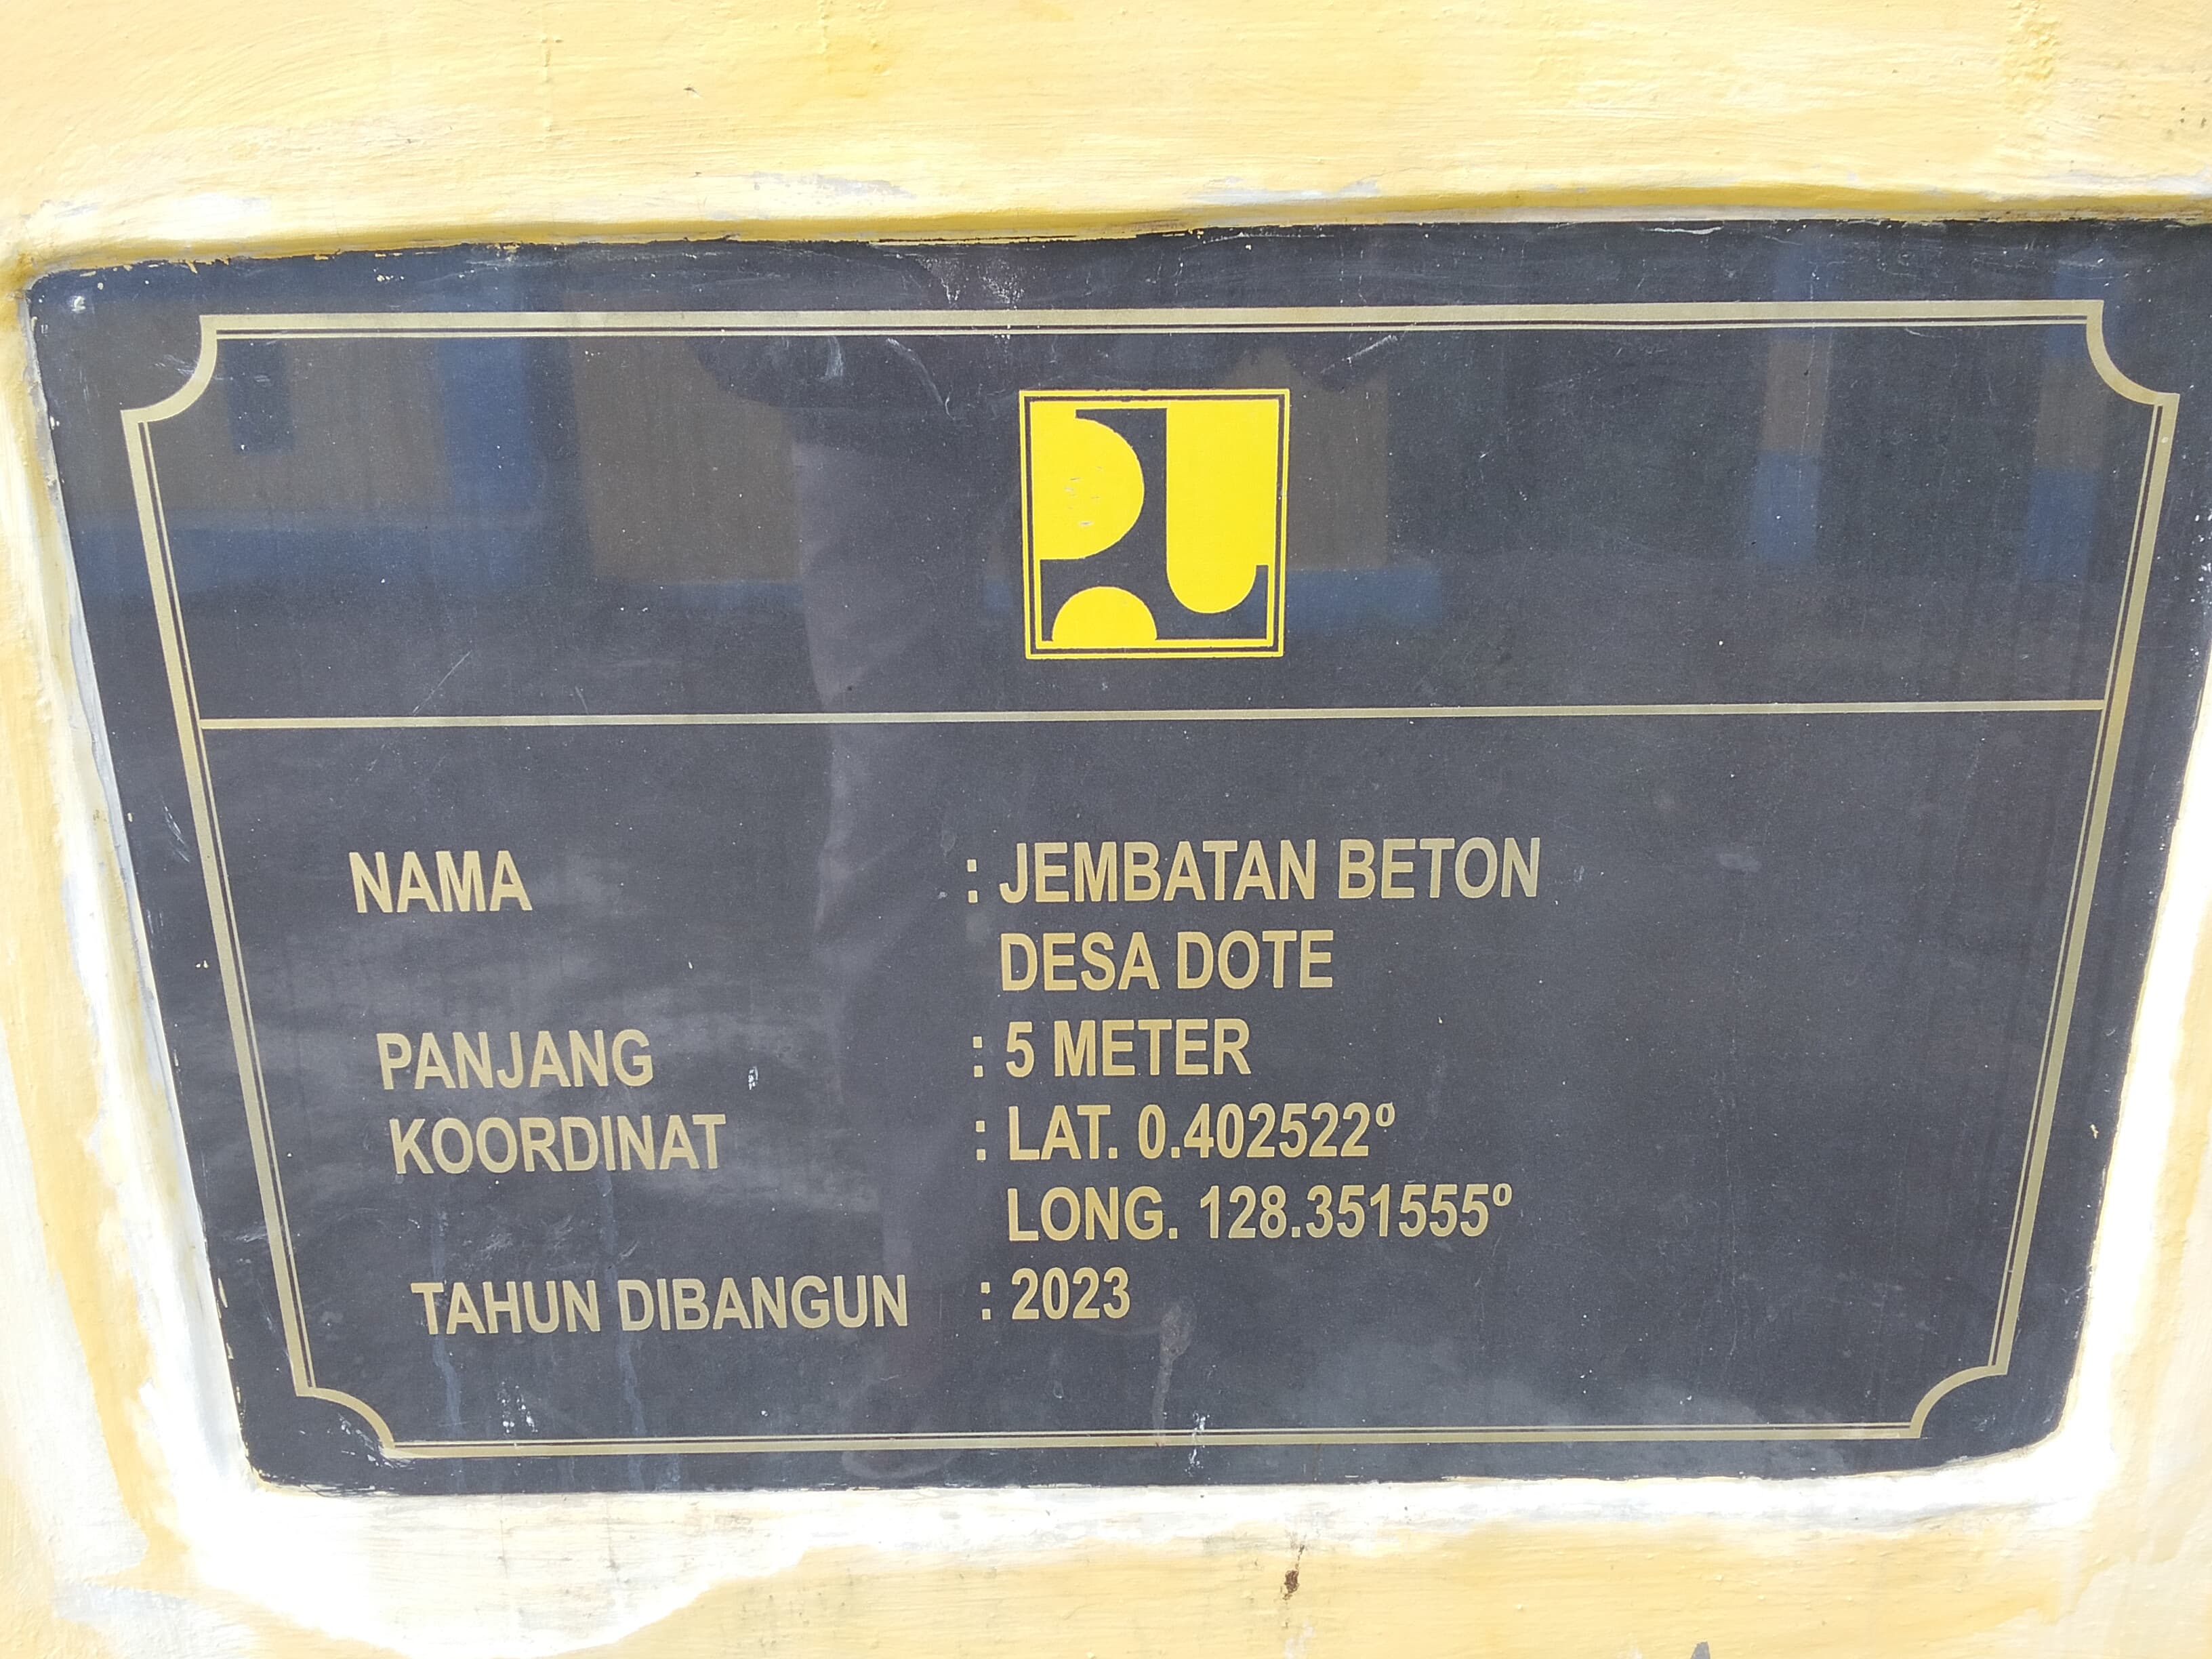 NAMA : JEMBATAN BETON
DESA DOTE
PANJANG : 5 METER
KOORDINAT : LAT. 0.402522º
LONG. 128.351555º
TAHUN DIBANGUN : 2023